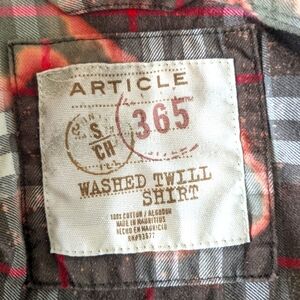 ARTICLE
365
S
CH
WASHED TWILL
SHIRT
100% COTTON / ALGODON
MADE IN MAURITIUS
HECHO EN MAURICIO